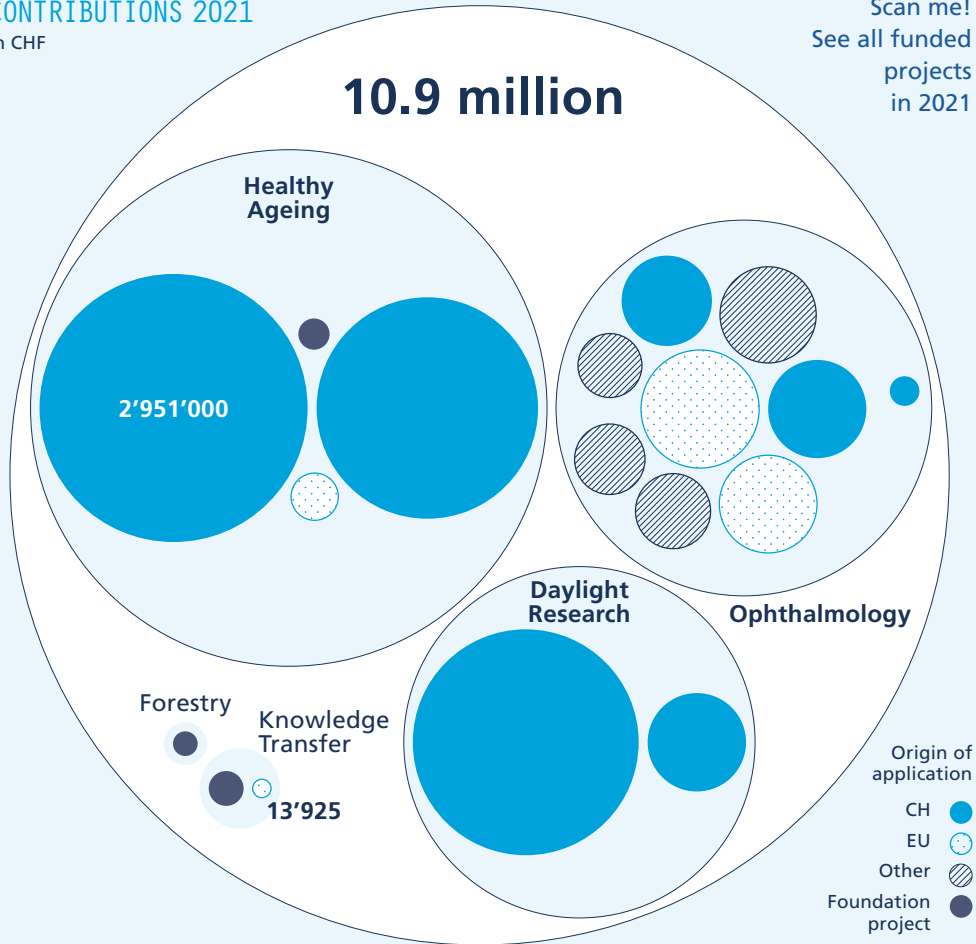 CONTRIBUTIONS 2021
CHF
Scan me!
See all funded
projects
in 2021
10.9 million
Healthy
Ageing
2’951’000
Daylight
Research
Ophthalmology
Forestry
Knowledge
Transfer
13’925
Origin of
application
CH
EU
Other
Foundation
project